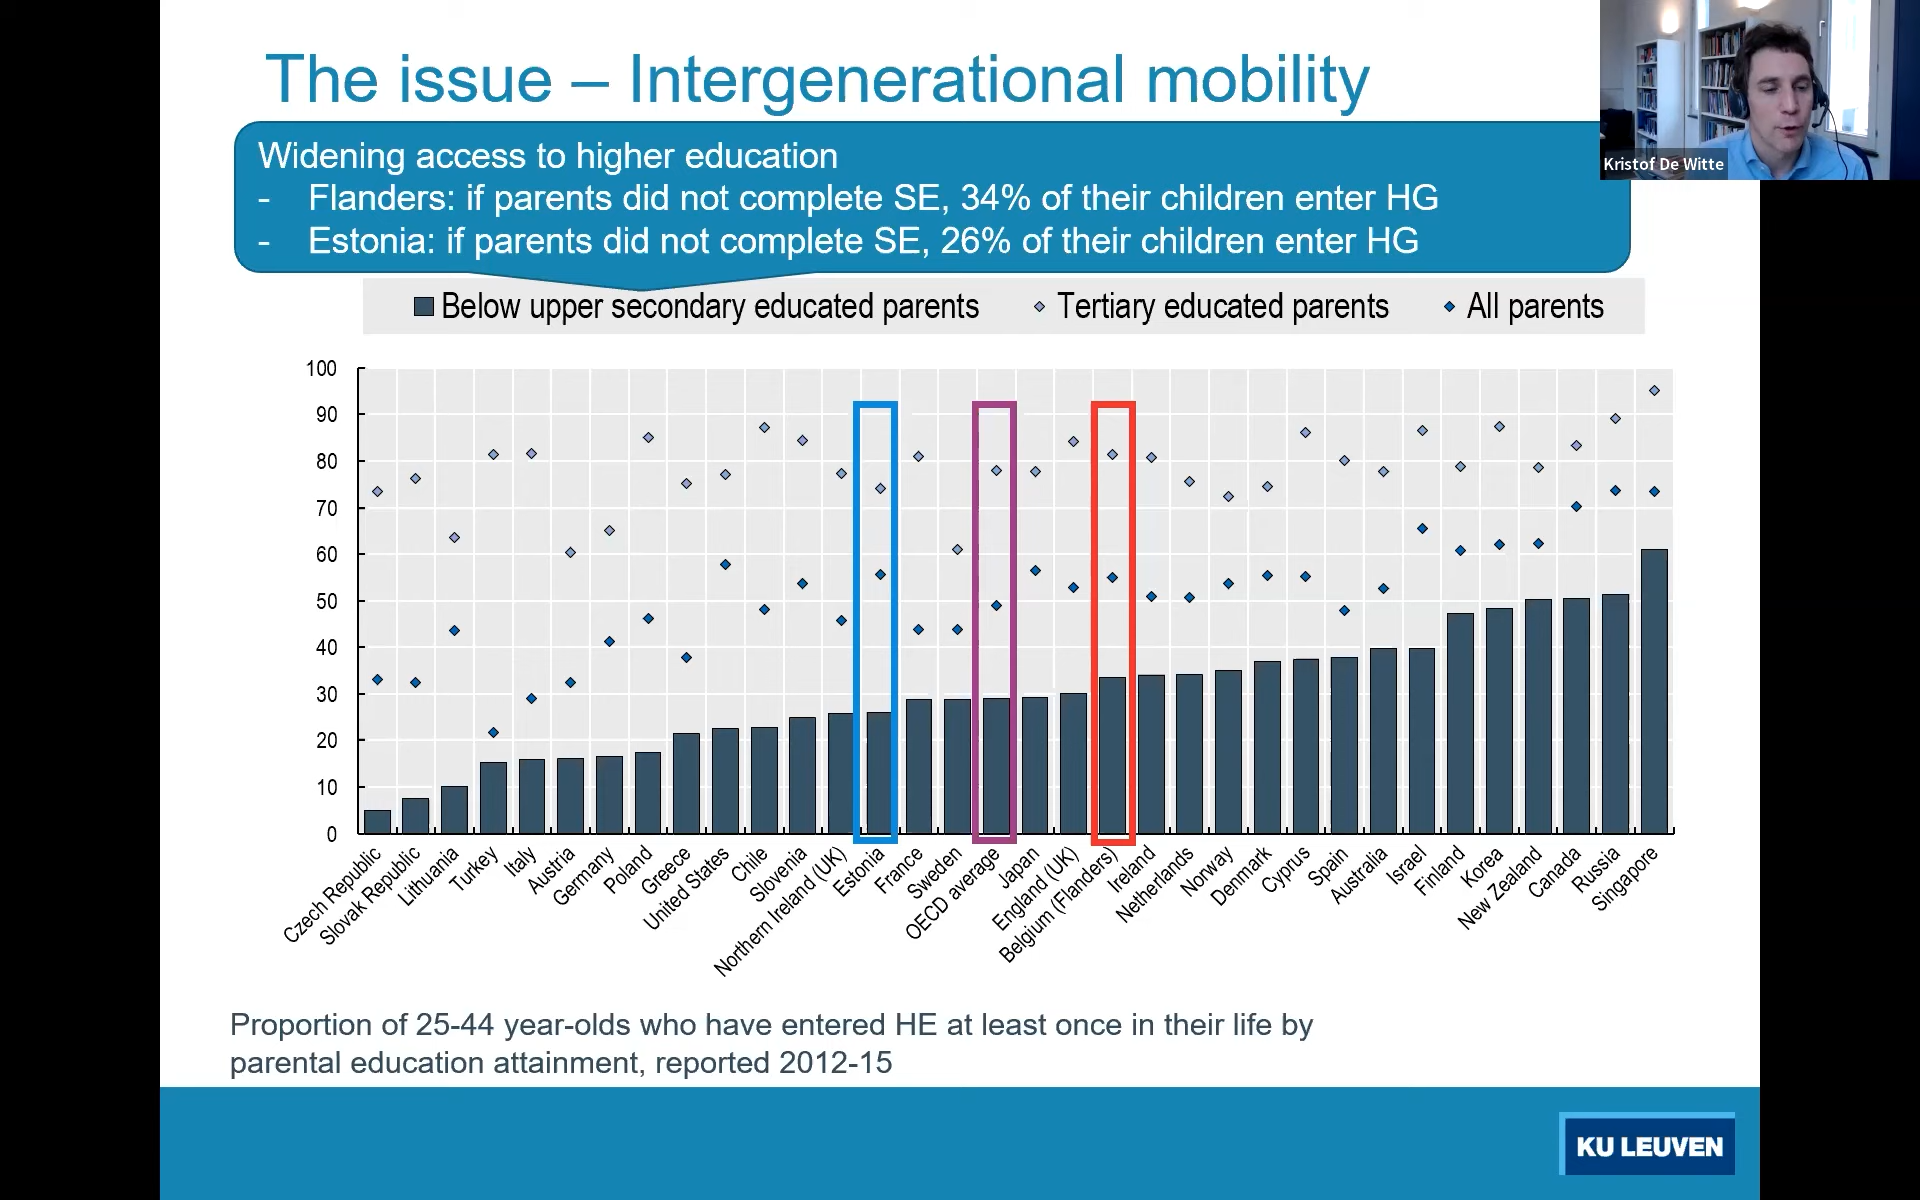 The issue – Intergenerational mobility
Kristof De Witte
Widening access to higher education
- Flanders: if parents did not complete SE, 34% of their children enter HG
- Estonia: if parents did not complete SE, 26% of their children enter HG
Below upper secondary educated parents Tertiary educated parents All parents
100
90
80
70
60
50
40
30
20
10
0
Czech Republic
Slovak Republic
Lithuania
Turkey
Italy
Austria
Germany
Poland
Greece
United States
Chile
Slovenia
Northern Ireland (UK)
Estonia
France
Sweden
OECD average
Japan
England (UK)
Belgium (Flanders)
Ireland
Netherlands
Norway
Denmark
Cyprus
Spain
Australia
Israel
Finland
Korea
New Zealand
Canada
Russia
Singapore
Proportion of 25-44 year-olds who have entered HE at least once in their life by
parental education attainment, reported 2012-15
KU LEUVEN